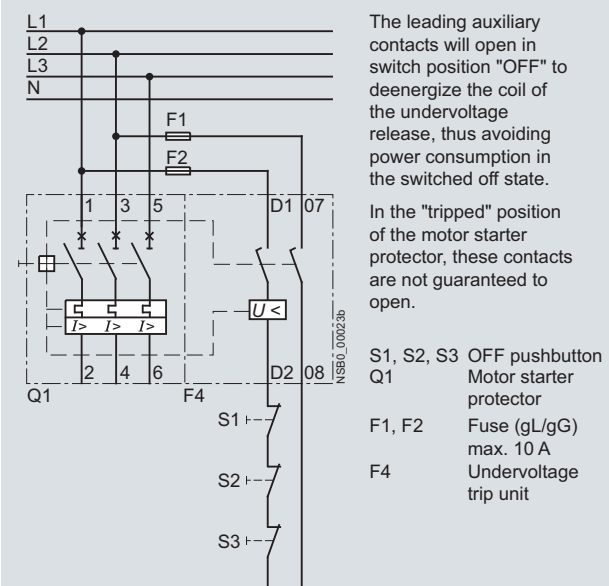 L1
L2
L3
N
F1
F2
1 3 5 D1 07
U <
I> I> I>
2 4 6 D2 08
Q1 F4
NSB0_00023b
S1
S2
S3
The leading auxiliary
contacts will open in
switch position "OFF" to
deenergize the coil of
the undervoltage
release, thus avoiding
power consumption in
the switched off state.
In the "tripped" position
of the motor starter
protector, these contacts
are not guaranteed to
open.
S1, S2, S3 OFF pushbutton
Q1 Motor starter
protector
F1, F2 Fuse (gL/gG)
max. 10 A
F4 Undervoltage
trip unit